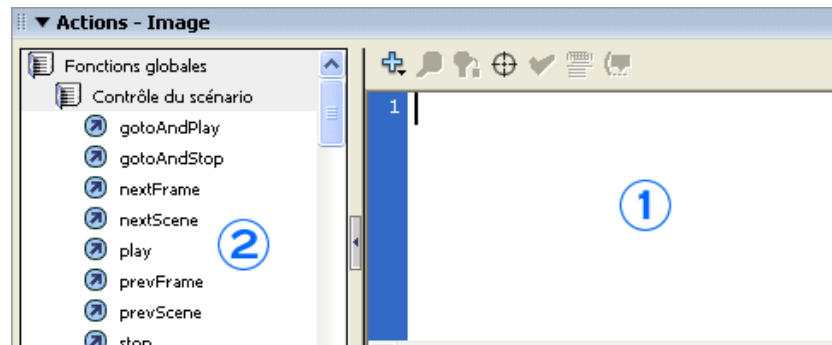 Actions - Image
Fonctions globales
Contrôle du scénario
gotoAndPlay
gotoAndStop
nextFrame
nextScene
play
prevFrame
prevScene
stop
2
1
1